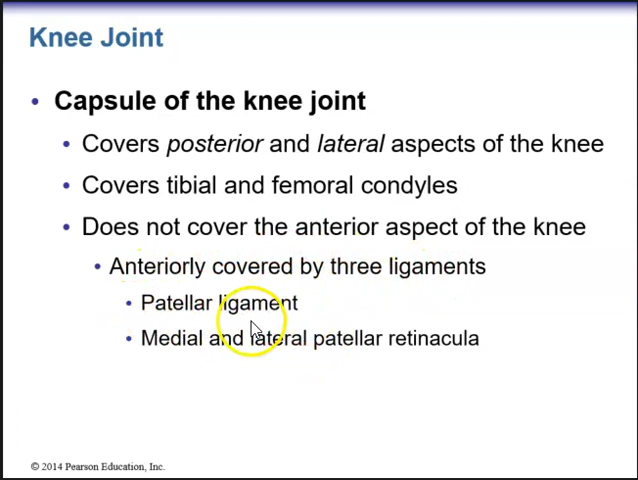 Knee Joint
• Capsule of the knee joint
• Covers posterior and lateral aspects of the knee
• Covers tibial and femoral condyles
• Does not cover the anterior aspect of the knee
• Anteriorly covered by three ligaments
• Patellar ligament
• Medial and lateral patellar retinacula
© 2014 Pearson Education, Inc.